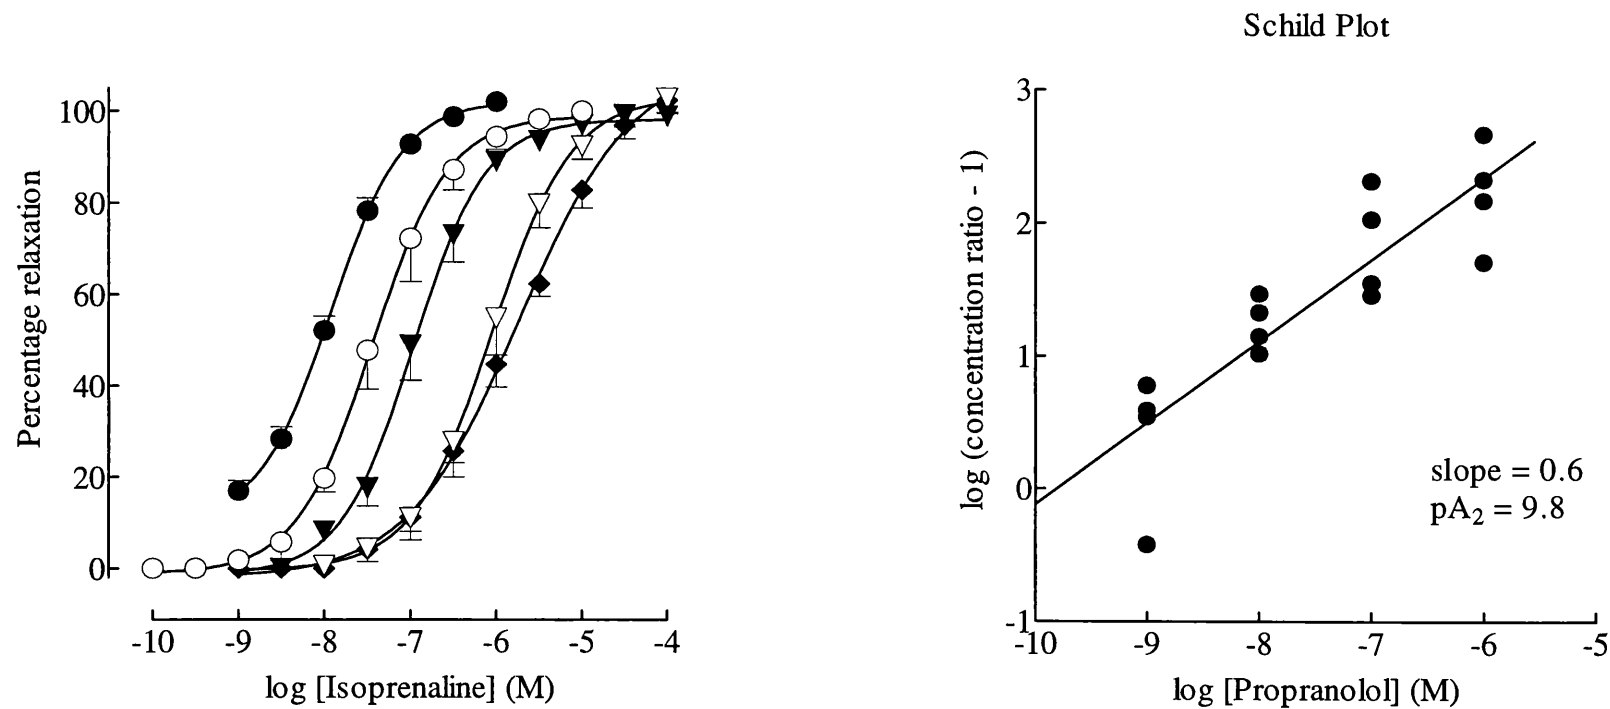 Percentage relaxation
100
80
60
40
20
0
-10 -9 -8 -7 -6 -5 -4
log [Isoprenaline] (M)
Schild Plot
log (concentration ratio - 1)
3
2
1
0
-1
slope = 0.6
pA2 = 9.8
-10 -9 -8 -7 -6 -5
log [Propranolol] (M)